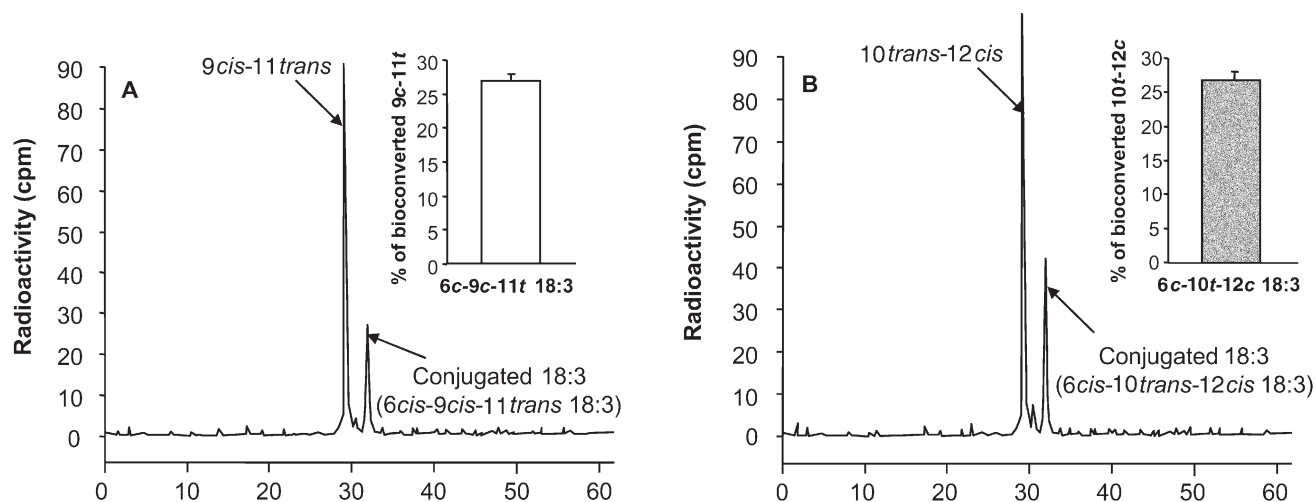 A
Radioactivity (cpm)
90
80
70
60
50
40
30
20
10
0
0 10 20 30 40 50 60
9cis-11trans
Conjugated 18:3
(6cis-9cis-11trans 18:3)
% of bioconverted 9c-11t
30
25
20
15
10
5
0
6c-9c-11t 18:3
B
Radioactivity (cpm)
90
80
70
60
50
40
30
20
10
0
0 10 20 30 40 50 60
10trans-12cis
Conjugated 18:3
(6cis-10trans-12cis 18:3)
% of bioconverted 10t-12c
30
25
20
15
10
5
0
6c-10t-12c 18:3